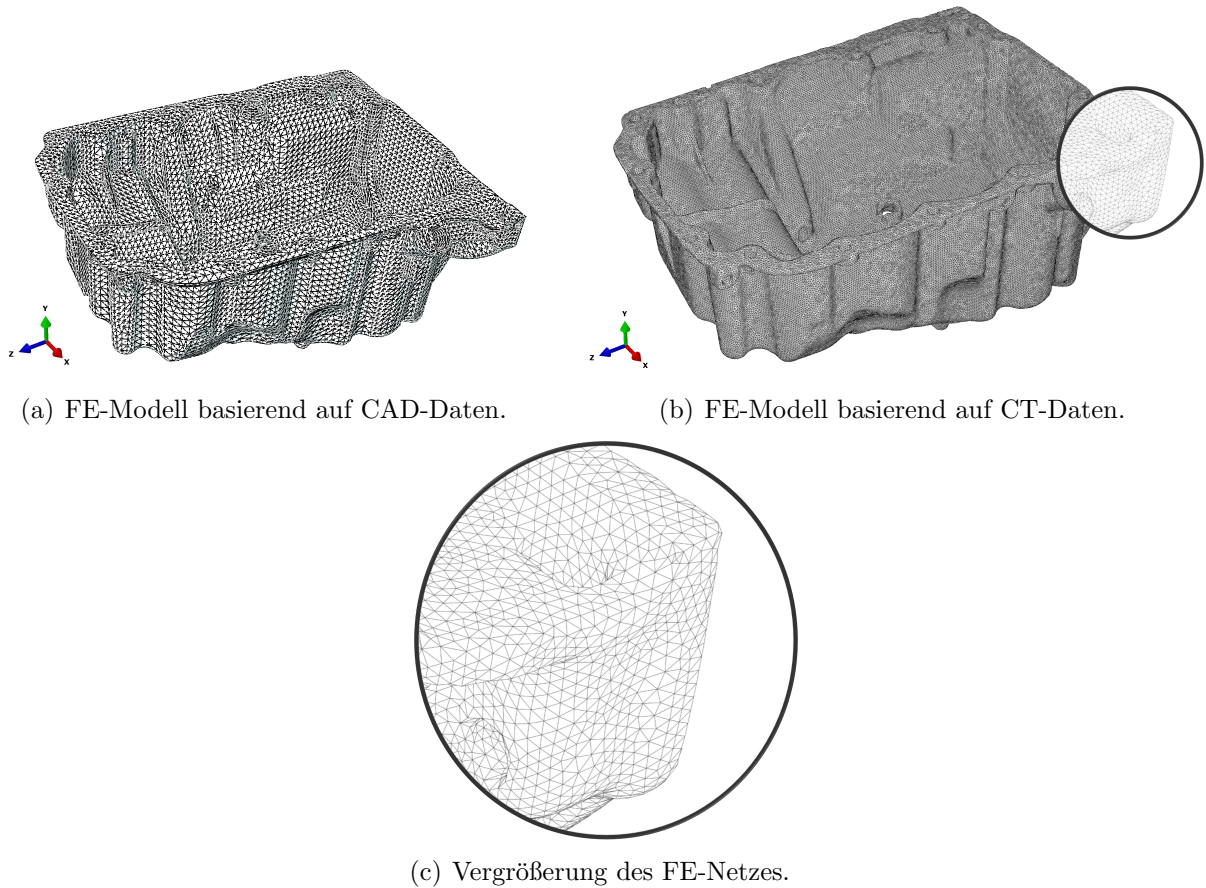 Y
Z
X
Y
Z
X
(a) FE-Modell basierend auf CAD-Daten.
(b) FE-Modell basierend auf CT-Daten.
(c) Vergrößerung des FE-Netzes.